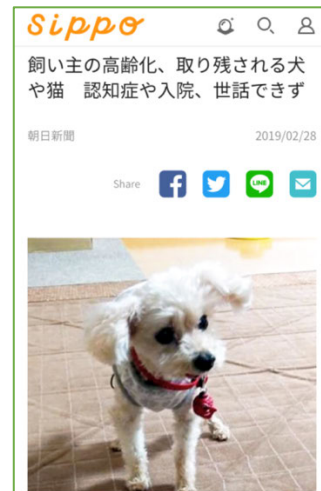 sippo
飼い主の高齢化、取り残される犬
や猫　認知症や入院、世話できず
朝日新聞 2019/02/28
Share LINE